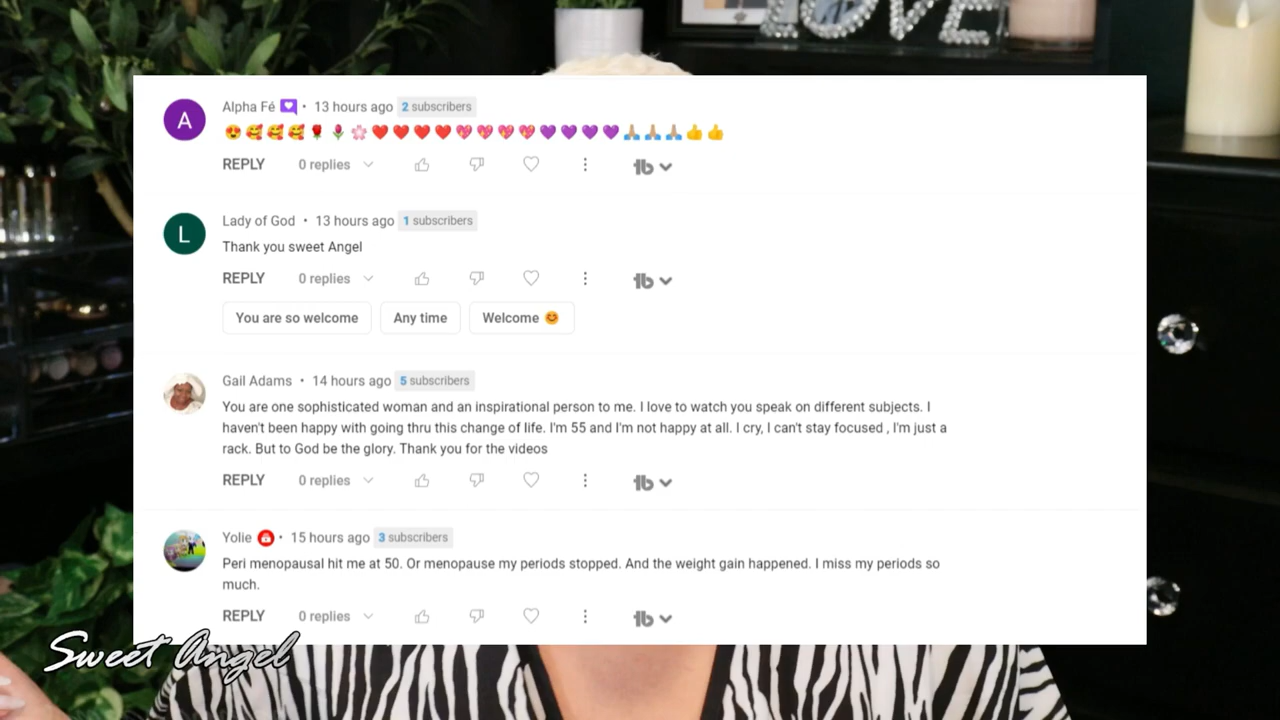 LOVE
Alpha Fé • 13 hours ago 2 subscribers
😍🥰🥰🥰🌹🌷🌸❤️❤️❤️❤️💖💖💖💖💜💜💜💜🙏🏽🙏🏽🙏🏽👍👍
REPLY 0 replies
A
Lady of God • 13 hours ago 1 subscribers
L
Thank you sweet Angel
REPLY 0 replies
You are so welcome Any time Welcome 😊
Gail Adams • 14 hours ago 5 subscribers
You are one sophisticated woman and an inspirational person to me. I love to watch you speak on different subjects. I
haven't been happy with going thru this change of life. I'm 55 and I'm not happy at all. I cry, I can't stay focused , I'm just a
rack. But to God be the glory. Thank you for the videos
REPLY 0 replies
Yolie • 15 hours ago 3 subscribers
Peri menopausal hit me at 50. Or menopause my periods stopped. And the weight gain happened. I miss my periods so
much.
REPLY 0 replies
Sweet Angel